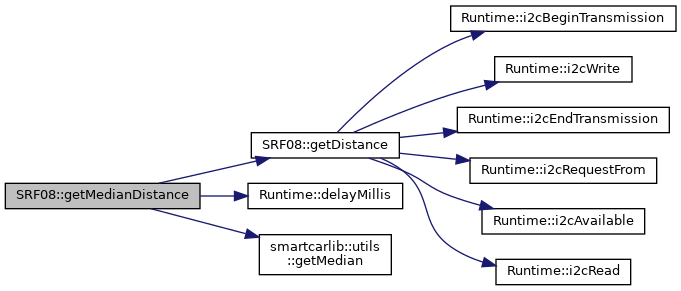 SRF08::getMedianDistance
SRF08::getDistance
Runtime::delayMillis
smartcarlib::utils
::getMedian
Runtime::i2cBeginTransmission
Runtime::i2cWrite
Runtime::i2cEndTransmission
Runtime::i2cRequestFrom
Runtime::i2cAvailable
Runtime::i2cRead